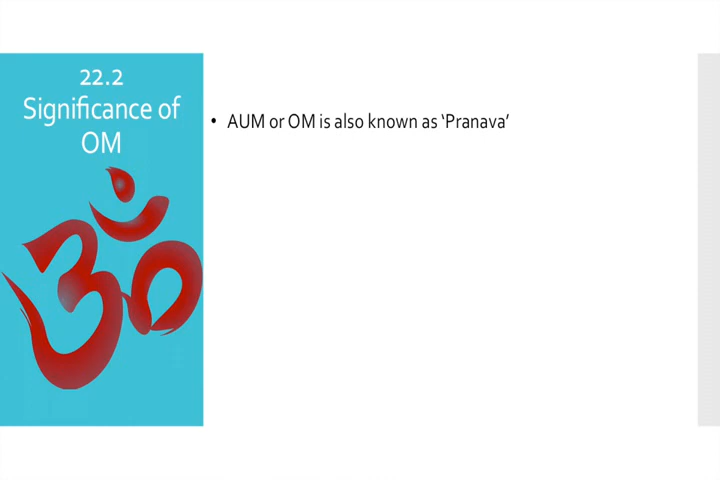 22.2
Significance of
OM
• AUM or OM is also known as ‘Pranava’